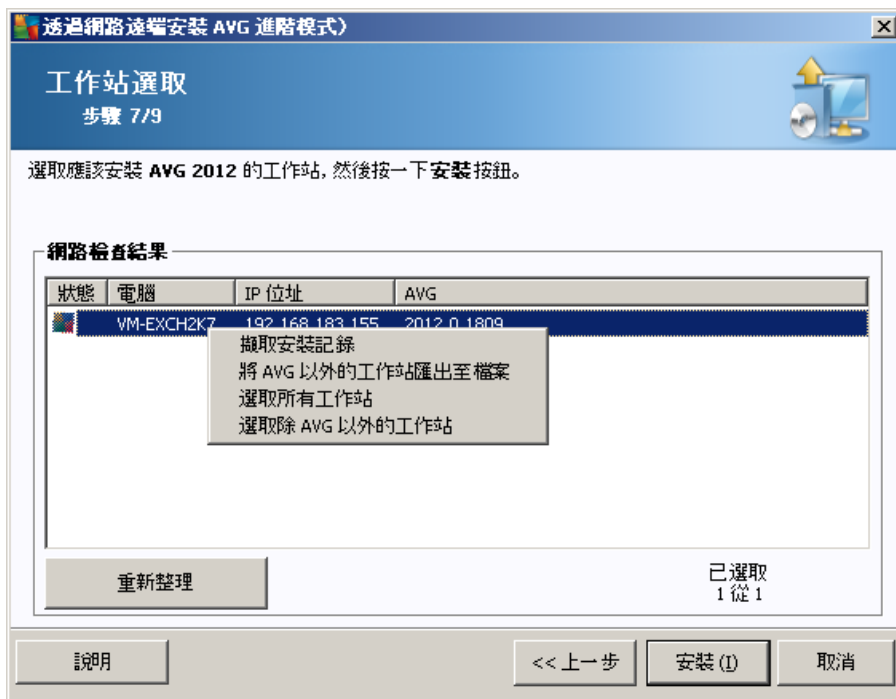 透過網路遠端安裝 AVG 進階模式)
工作站選取
步驟 7/9
選取應該安裝 AVG 2012 的工作站, 然後按一下安裝按鈕。
網路檢查結果
狀態 電腦 IP 位址 AVG
VM-EXCH2K7 192.168.183.155 2012.0.1809
擷取安裝記錄
將 AVG 以外的工作站匯出至檔案
選取所有工作站
選取除 AVG 以外的工作站
重新整理
已選取
1 從 1
說明
<< 上一步
安裝 (I)
取消